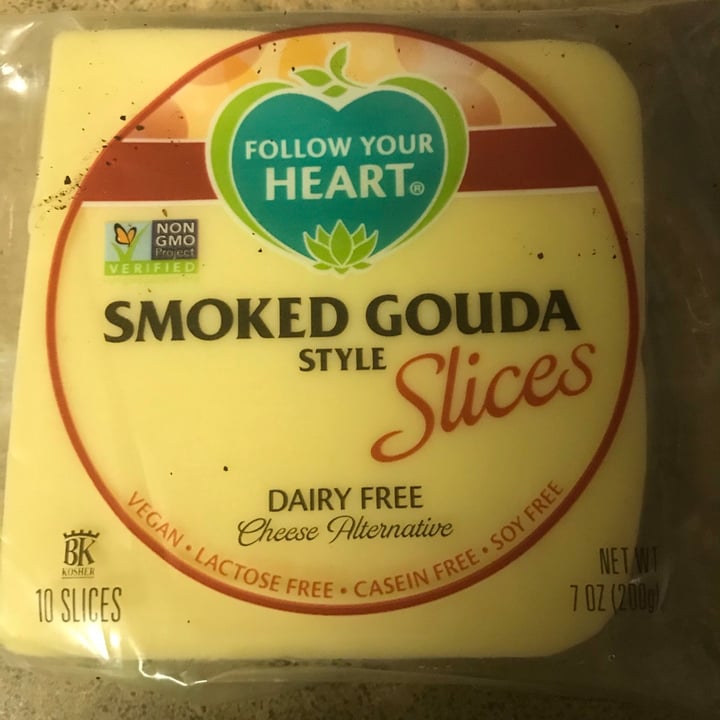 FOLLOW YOUR
HEART®
NON
GMO
Project
VERIFIED
SMOKED GOUDA
STYLE
Slices
DAIRY FREE
Cheese Alternative
VEGAN • LACTOSE FREE • CASEIN FREE • SOY FREE
BK
KOSHER
10 SLICES
NET WT
7 OZ (200g)